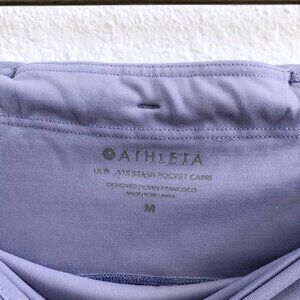 ATHLETA
STASH POCKET CAPRI
DESIGNED IN SAN FRANCISCO
MADE IN SRI LANKA
M